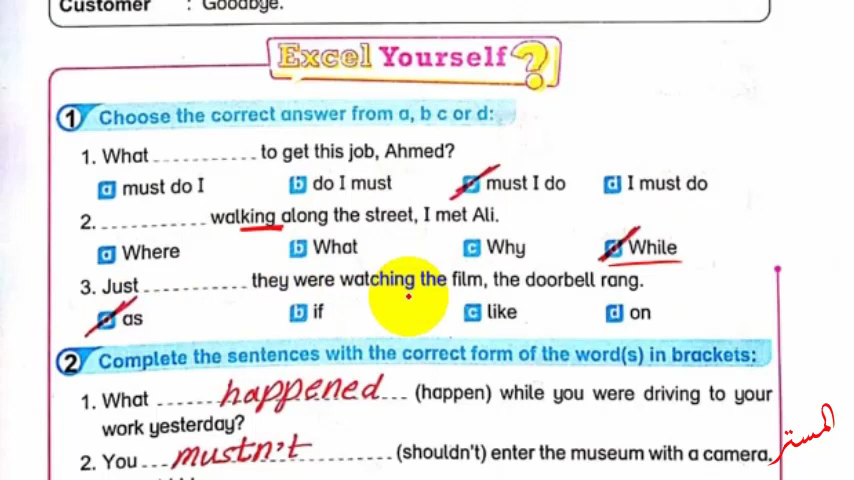 Customer : Goodbye.
Excel Yourself ?
1 Choose the correct answer from a, b c or d:
1. What ............ to get this job, Ahmed?
a must do I b do I must c must I do d I must do
2. ............ walking along the street, I met Ali.
a Where b What c Why d While
3. Just ............ they were watching the film, the doorbell rang.
a as b if c like d on
2 Complete the sentences with the correct form of the word(s) in brackets:
1. What ...... happened ... (happen) while you were driving to your
work yesterday?
2. You ... mustn't ............ (shouldn't) enter the museum with a camera.
المستر